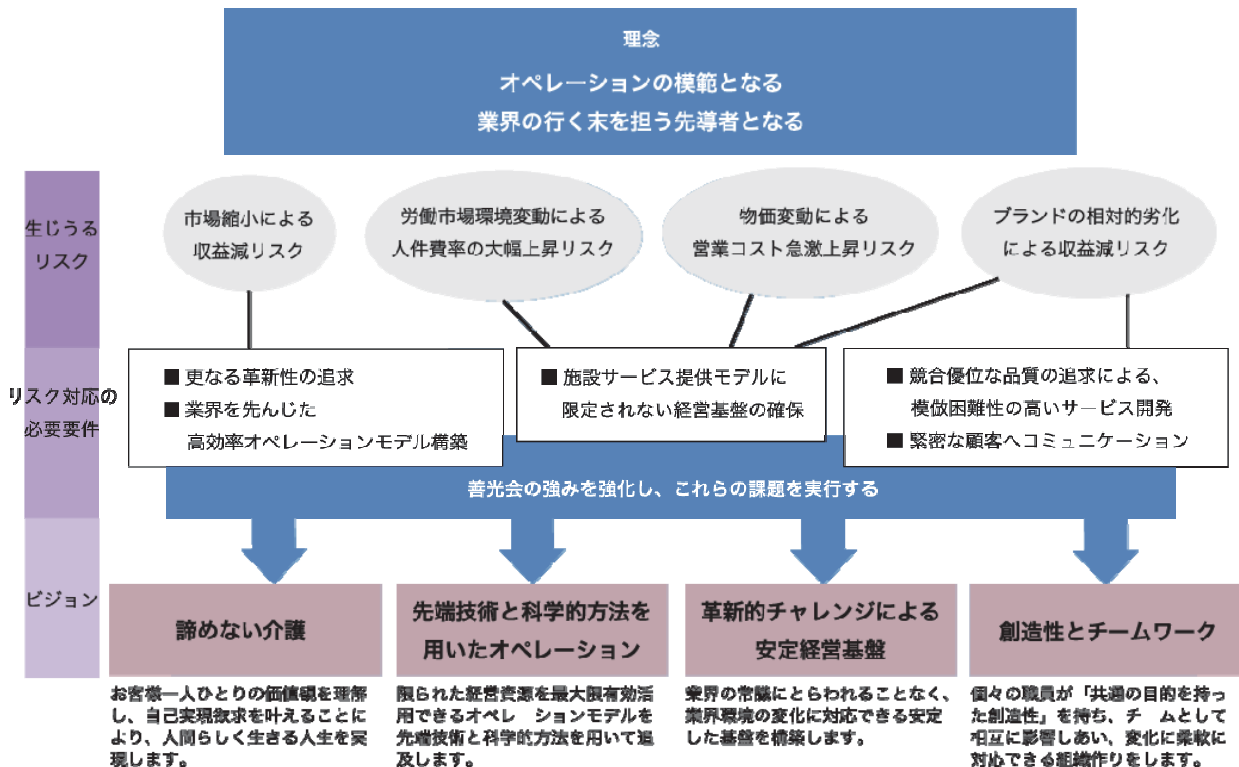 理念
オペレーションの模範となる
業界の行く末を担う先導者となる
生じうる
リスク
市場縮小による
収益減リスク
労働市場環境変動による
人件費率の大幅上昇リスク
物価変動による
営業コスト急激上昇リスク
ブランドの相対的劣化
による収益減リスク
リスク対応の
必要要件
■ 更なる革新性の追求
■ 業界を先んじた
高効率オペレーションモデル構築
■ 施設サービス提供モデルに
限定されない経営基盤の確保
■ 競合優位な品質の追求による、
模倣困難性の高いサービス開発
■ 緊密な顧客へコミュニケーション
善光会の強みを強化し、これらの課題を実行する
ビジョン
諦めない介護
お客様一人ひとりの価値観を理解
し、自己実現欲求を叶えることに
より、人間らしく生きる人生を実
現します。
先端技術と科学的方法を
用いたオペレーション
限られた経営資源を最大限有効活
用できるオペレーションモデルを
先端技術と科学的方法を用いて追
及します。
革新的チャレンジによる
安定経営基盤
業界の常識にとらわれることなく、
業界環境の変化に対応できる安定
した基盤を構築します。
創造性とチームワーク
個々の職員が「共通の目的を持っ
た創造性」を持ち、チームとして
相互に影響しあい、変化に柔軟に
対応できる組織作りをします。